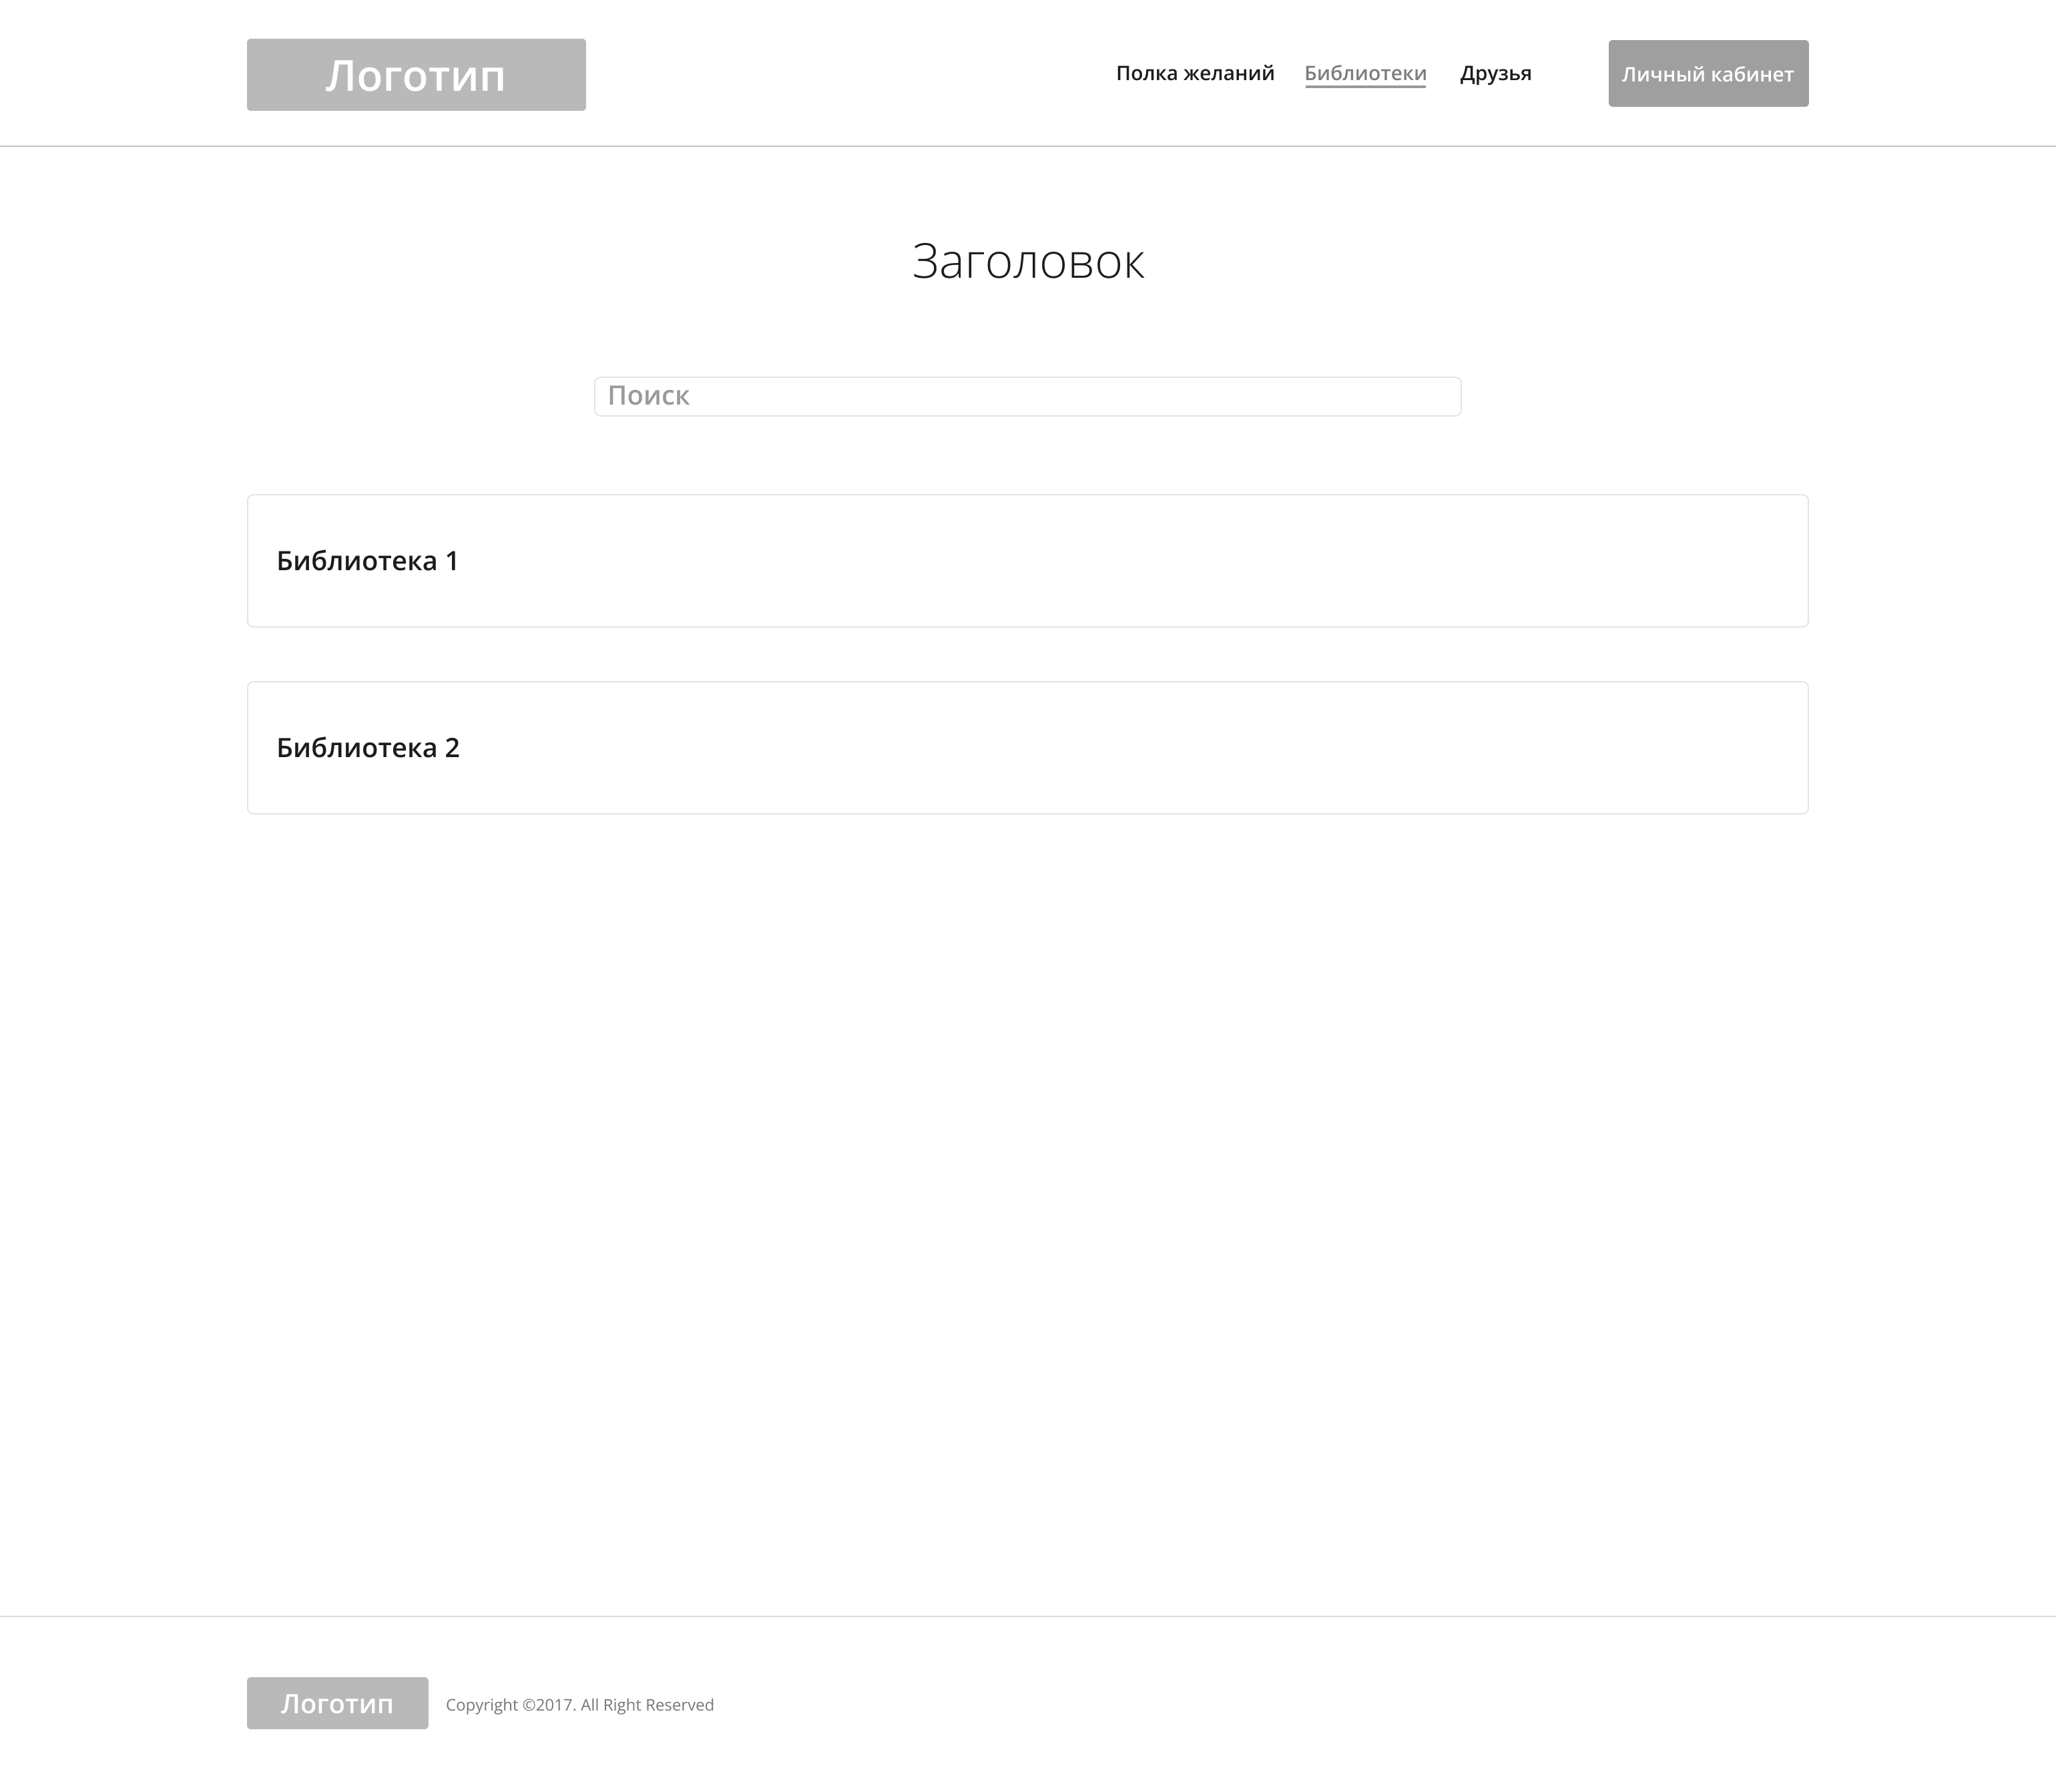 Логотип
Полка желаний Библиотеки Друзья Личный кабинет
Заголовок
Поиск
Библиотека 1
Библиотека 2
Логотип Copyright ©2017. All Right Reserved